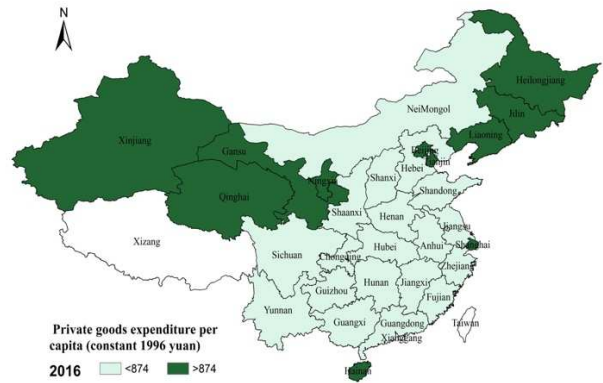 N
Heilongjiang
NeiMongol
Jilin
Xinjiang
Liaoning
Gansu
Beijing
Tianjin
Hebei
Ningxia
Shanxi
Qinghai
Shandong
Shaanxi
Henan
Jiangsu
Xizang
Shanghai
Sichuan
Chongqing
Hubei
Anhui
Zhejiang
Hunan
Jiangxi
Guizhou
Fujian
Yunnan
Guangxi
Guangdong
Taiwan
Xianggang
Hainan
Private goods expenditure per
capita (constant 1996 yuan)
2016 <874 >874